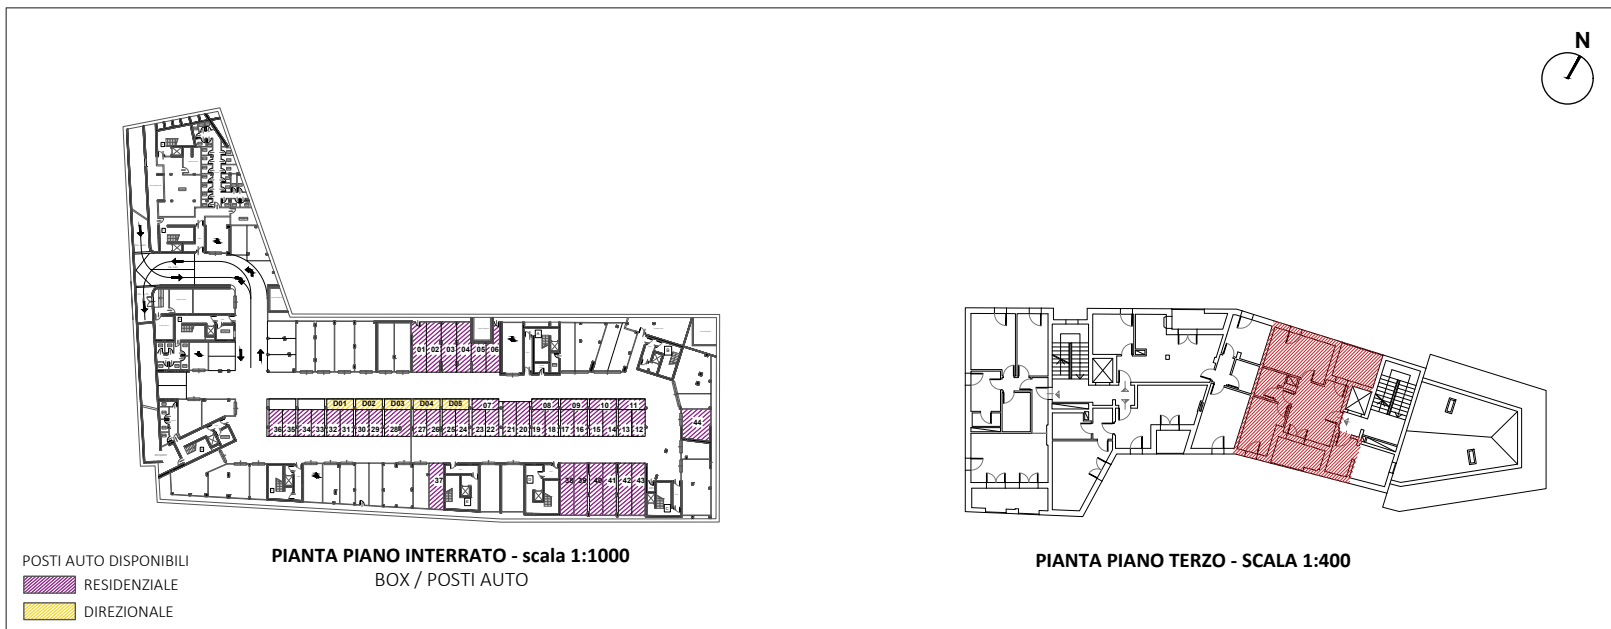 N
01 02 03 04 05 06
D01 D02 D03 D04 D05 07 08 09 10 11
36 35 34 33 32 31 30 29 28 27 26 25 24 23 22 21 20 19 18 17 16 15 14 13 12
44
37 38 39 40 41 42 43
POSTI AUTO DISPONIBILI
RESIDENZIALE
DIREZIONALE
PIANTA PIANO INTERRATO - scala 1:1000
BOX / POSTI AUTO
PIANTA PIANO TERZO - SCALA 1:400